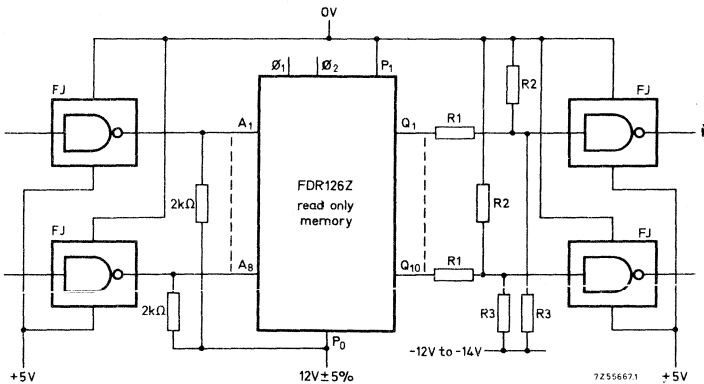 0V
Ø1 Ø2 P1
FJ
FJ
R2
A1
Q1
R1
2kΩ
FDR126Z
read only
memory
R2
FJ
FJ
A8
Q10
R1
2kΩ
R3
R3
P0
-12V to -14V
+5V
12V±5%
7Z55667.1
+5V